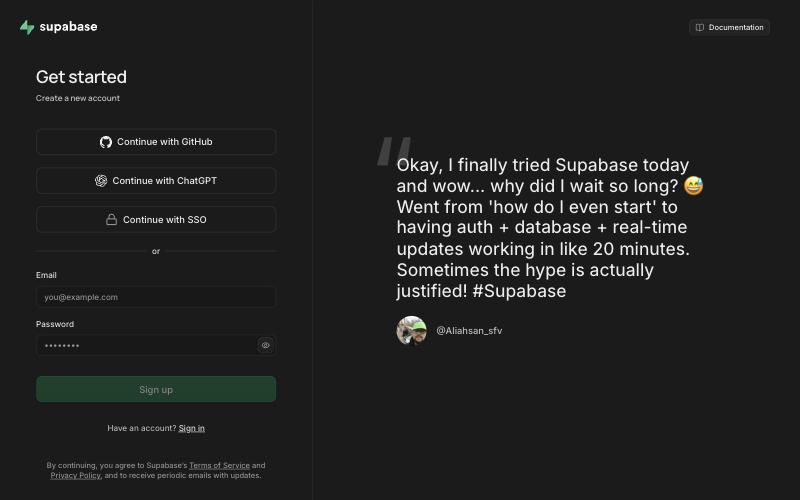 supabase
Documentation
Get started
Create a new account
Continue with GitHub
Continue with ChatGPT
Continue with SSO
or
Email
you@example.com
Password
••••••••
Sign up
Have an account? Sign in
By continuing, you agree to Supabase's Terms of Service and
Privacy Policy, and to receive periodic emails with updates.
"
Okay, I finally tried Supabase today
and wow... why did I wait so long? 😅
Went from 'how do I even start' to
having auth + database + real-time
updates working in like 20 minutes.
Sometimes the hype is actually
justified! #Supabase
@Aliahsan_sfv